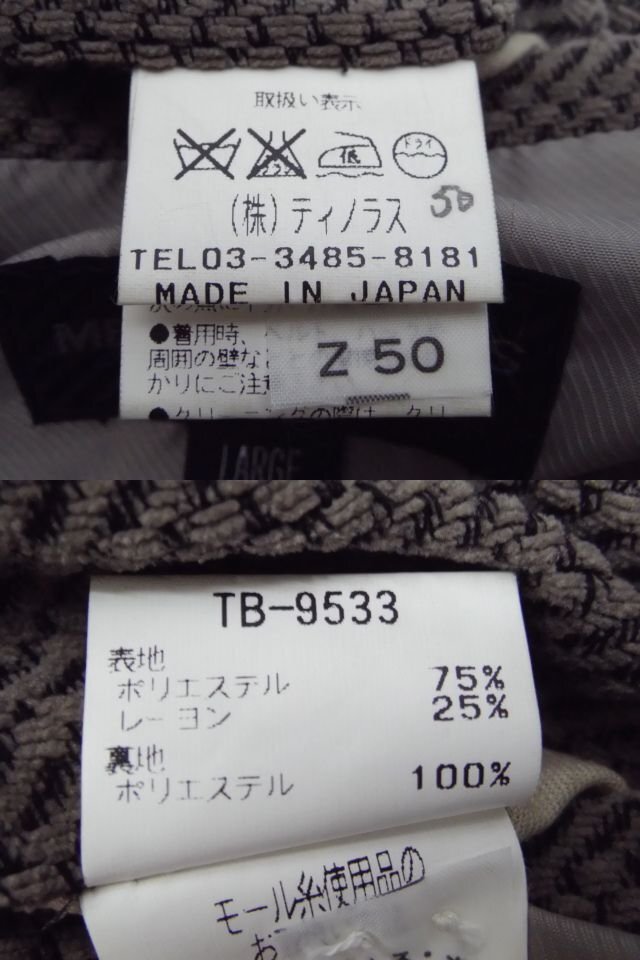 取扱い表示
低
ドライ
(株)ティノラス
50
TEL03-3485-8181
MADE IN JAPAN
●着用時、
周囲の壁な
かりにご注
Z 50
LARGE
TB-9533
表地
ポリエステル 75%
レーヨン 25%
裏地
ポリエステル 100%
モール糸使用品の
お